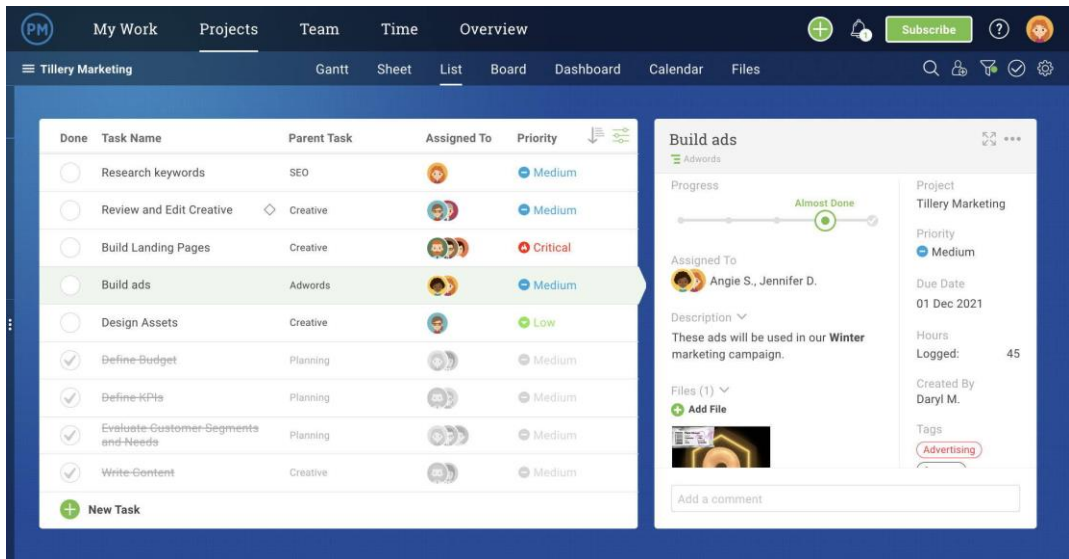 PM My Work Projects Team Time Overview 1 Subscribe ?
Tillery Marketing Gantt Sheet List Board Dashboard Calendar Files
Done Task Name Parent Task Assigned To Priority
Research keywords SEO Medium
Review and Edit Creative Creative Medium
Build Landing Pages Creative Critical
Build ads Adwords Medium
Design Assets Creative Low
Define Budget Planning Medium
Define KPIs Planning Medium
Evaluate Customer Segments
and Needs Planning Medium
Write Content Creative Medium
New Task
Build ads
Adwords
Progress
Almost Done
Assigned To
Angie S., Jennifer D.
Description
These ads will be used in our Winter
marketing campaign.
Files (1)
Add File
Add a comment
Project
Tillery Marketing
Priority
Medium
Due Date
01 Dec 2021
Hours
Logged: 45
Created By
Daryl M.
Tags
Advertising